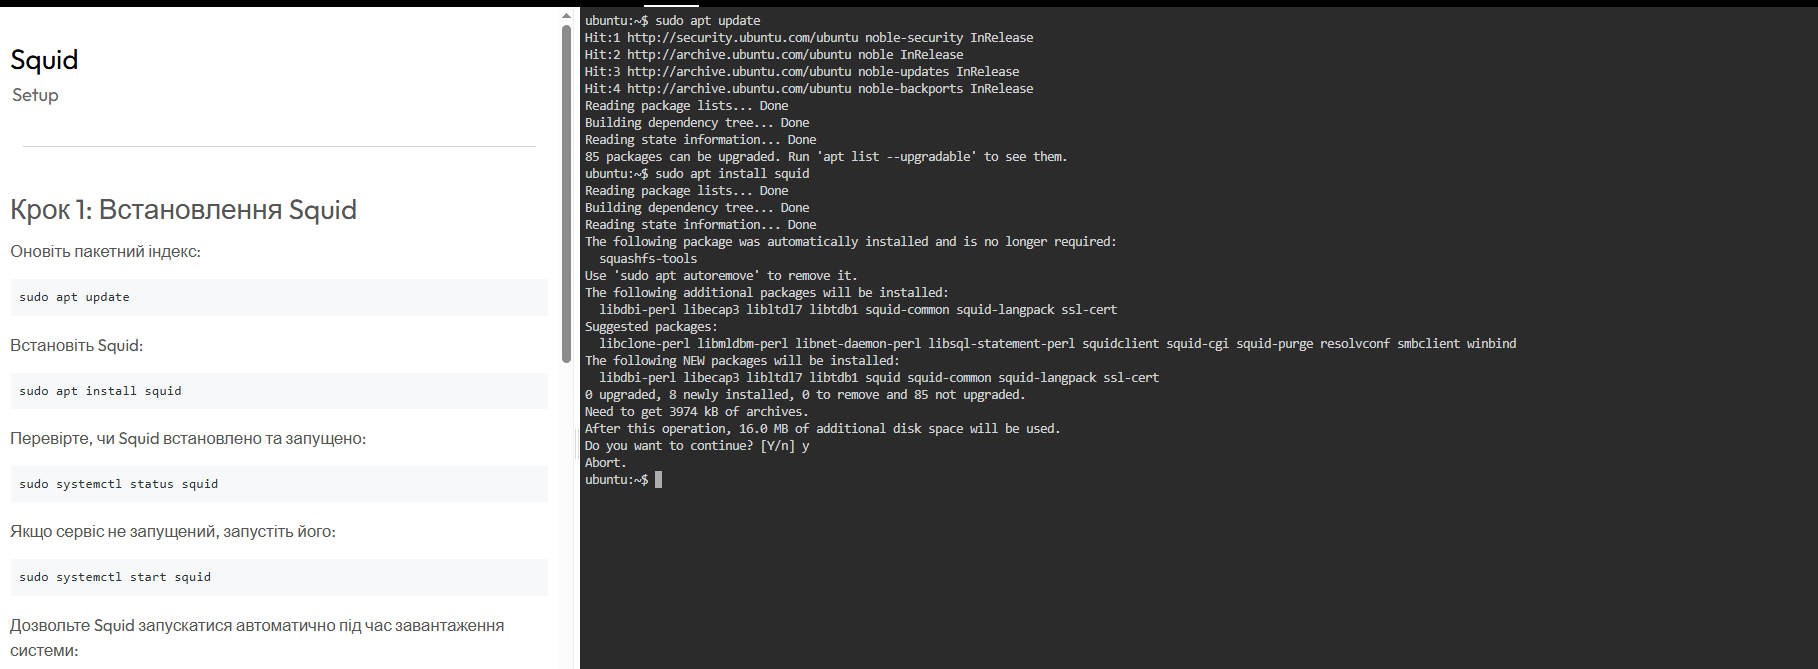 Squid
Setup
Крок 1: Встановлення Squid
Оновіть пакетний індекс:
sudo apt update
Встановіть Squid:
sudo apt install squid
Перевірте, чи Squid встановлено та запущено:
sudo systemctl status squid
Якщо сервіс не запущений, запустіть його:
sudo systemctl start squid
Дозвольте Squid запускатися автоматично під час завантаження
системи:
ubuntu:~$ sudo apt update
Hit:1 http://security.ubuntu.com/ubuntu noble-security InRelease
Hit:2 http://archive.ubuntu.com/ubuntu noble InRelease
Hit:3 http://archive.ubuntu.com/ubuntu noble-updates InRelease
Hit:4 http://archive.ubuntu.com/ubuntu noble-backports InRelease
Reading package lists... Done
Building dependency tree... Done
Reading state information... Done
85 packages can be upgraded. Run 'apt list --upgradable' to see them.
ubuntu:~$ sudo apt install squid
Reading package lists... Done
Building dependency tree... Done
Reading state information... Done
The following package was automatically installed and is no longer required:
  squashfs-tools
Use 'sudo apt autoremove' to remove it.
The following additional packages will be installed:
  libdbi-perl libecap3 libltdl7 libtdb1 squid-common squid-langpack ssl-cert
Suggested packages:
  libclone-perl libmldbm-perl libnet-daemon-perl libsql-statement-perl squidclient squid-cgi squid-purge resolvconf smbclient winbind
The following NEW packages will be installed:
  libdbi-perl libecap3 libltdl7 libtdb1 squid squid-common squid-langpack ssl-cert
0 upgraded, 8 newly installed, 0 to remove and 85 not upgraded.
Need to get 3974 kB of archives.
After this operation, 16.0 MB of additional disk space will be used.
Do you want to continue? [Y/n] y
Abort.
ubuntu:~$